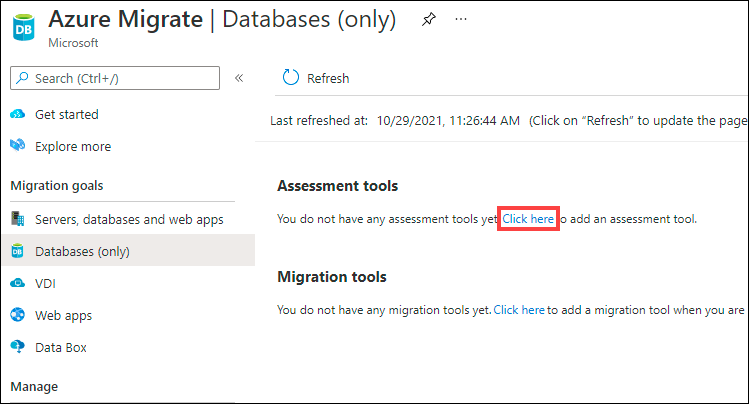 Azure Migrate | Databases (only)
Microsoft
Search (Ctrl+/)
Refresh
Get started
Explore more
Last refreshed at: 10/29/2021, 11:26:44 AM (Click on “Refresh” to update the page
Migration goals
Servers, databases and web apps
Databases (only)
VDI
Web apps
Data Box
Manage
Assessment tools
You do not have any assessment tools yet Click here to add an assessment tool.
Migration tools
You do not have any migration tools yet. Click here to add a migration tool when you are